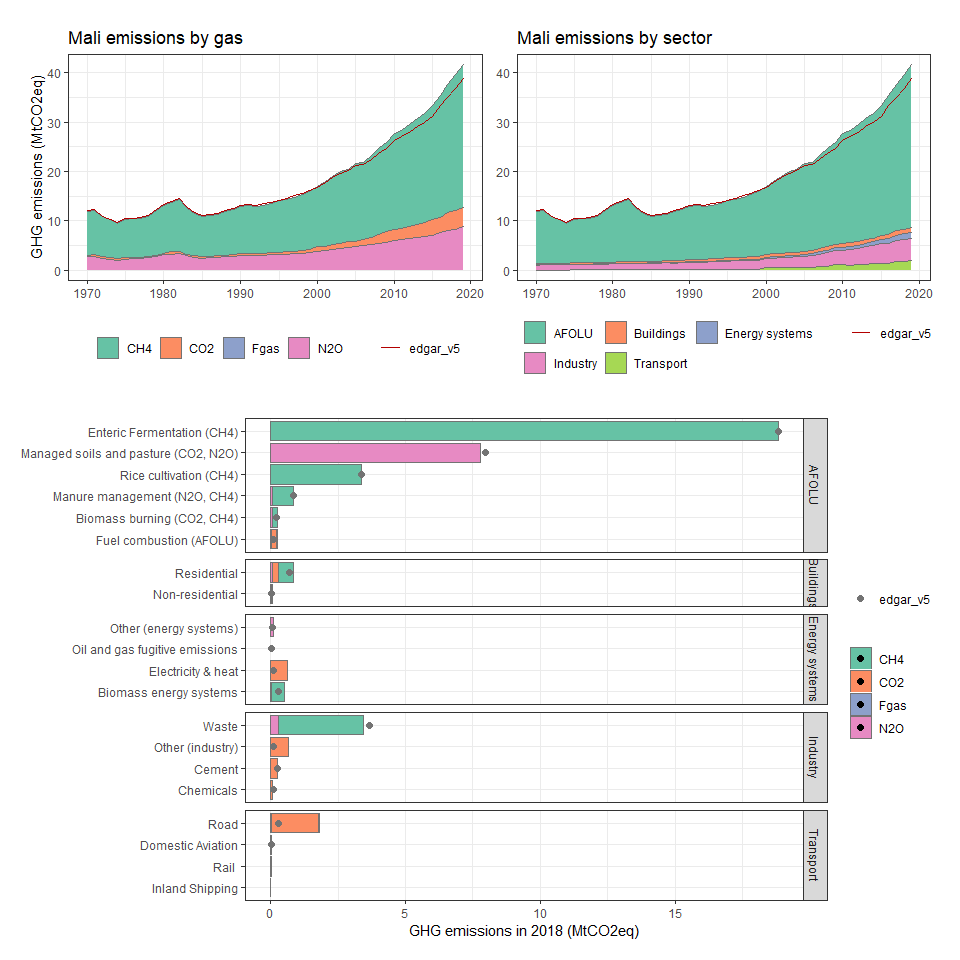 Mali emissions by gas
GHG emissions (MtCO2eq)
40
30
20
10
0
1970 1980 1990 2000 2010 2020
CH4 CO2 Fgas N2O edgar_v5
Mali emissions by sector
40
30
20
10
0
1970 1980 1990 2000 2010 2020
AFOLU Buildings Energy systems edgar_v5
Industry Transport
Enteric Fermentation (CH4)
Managed soils and pasture (CO2, N2O)
Rice cultivation (CH4)
Manure management (N2O, CH4)
Biomass burning (CO2, CH4)
Fuel combustion (AFOLU)
AFOLU
Residential
Non-residential
Buildings
Other (energy systems)
Oil and gas fugitive emissions
Electricity & heat
Biomass energy systems
Energy systems
Waste
Other (industry)
Cement
Chemicals
Industry
Road
Domestic Aviation
Rail
Inland Shipping
Transport
0 5 10 15
GHG emissions in 2018 (MtCO2eq)
edgar_v5
CH4
CO2
Fgas
N2O